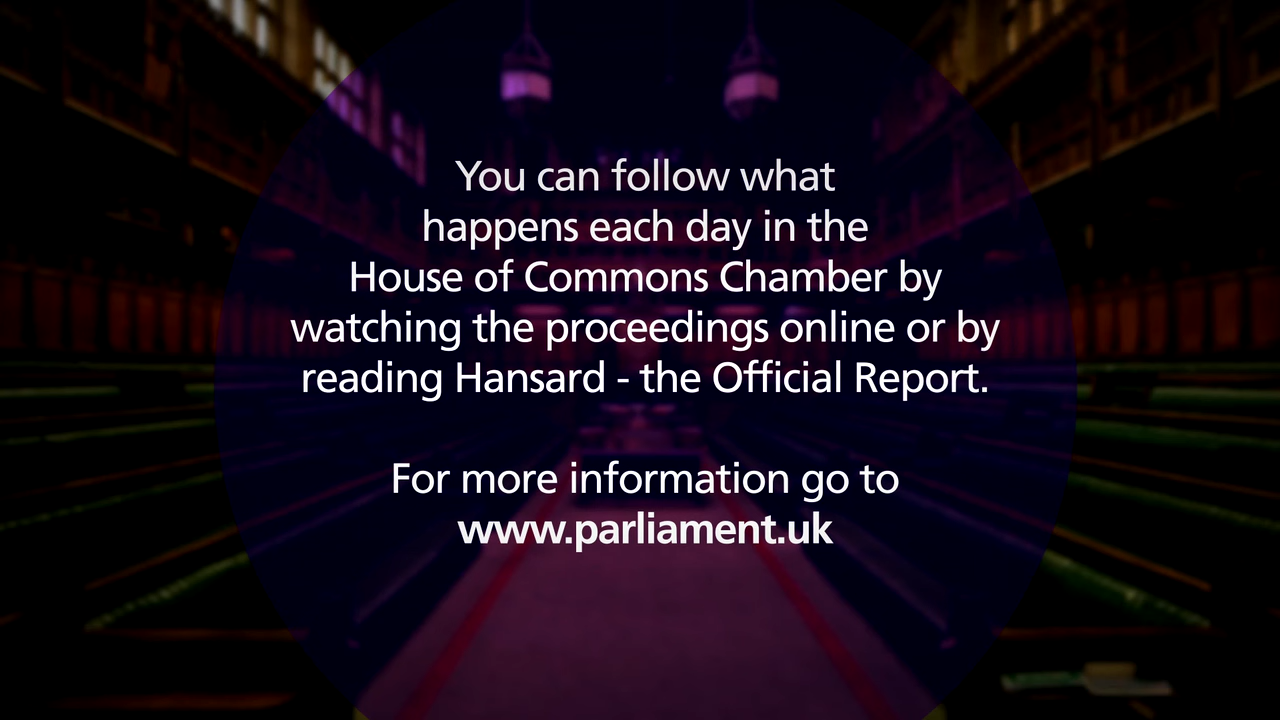 You can follow what
happens each day in the
House of Commons Chamber by
watching the proceedings online or by
reading Hansard - the Official Report.
For more information go to
www.parliament.uk